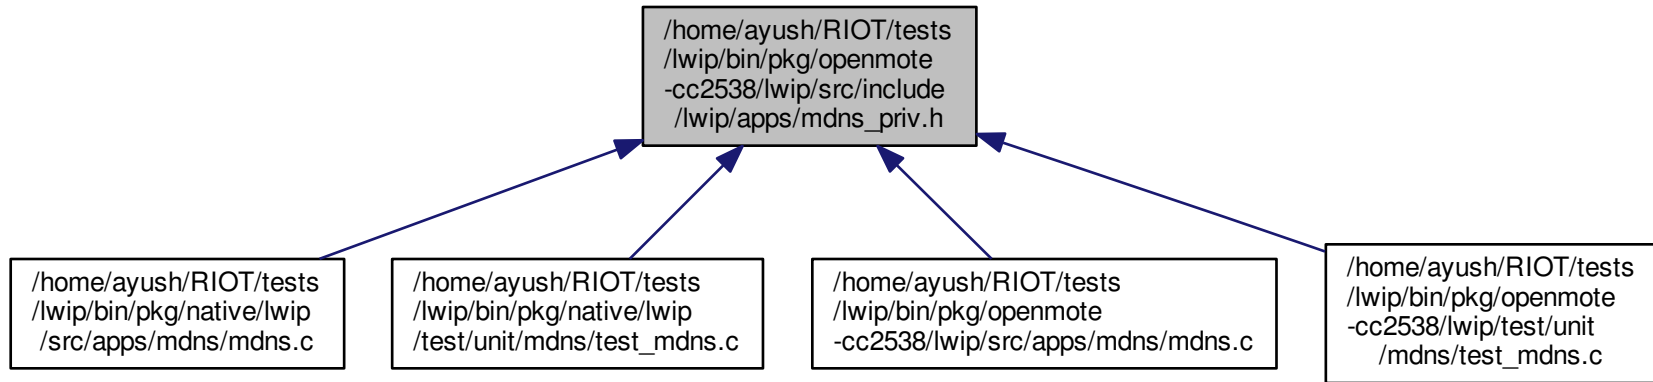 /home/ayush/RIOT/tests
/lwip/bin/pkg/openmote
-cc2538/lwip/src/include
/lwip/apps/mdns_priv.h
/home/ayush/RIOT/tests
/lwip/bin/pkg/native/lwip
/src/apps/mdns/mdns.c
/home/ayush/RIOT/tests
/lwip/bin/pkg/native/lwip
/test/unit/mdns/test_mdns.c
/home/ayush/RIOT/tests
/lwip/bin/pkg/openmote
-cc2538/lwip/src/apps/mdns/mdns.c
/home/ayush/RIOT/tests
/lwip/bin/pkg/openmote
-cc2538/lwip/test/unit
/mdns/test_mdns.c